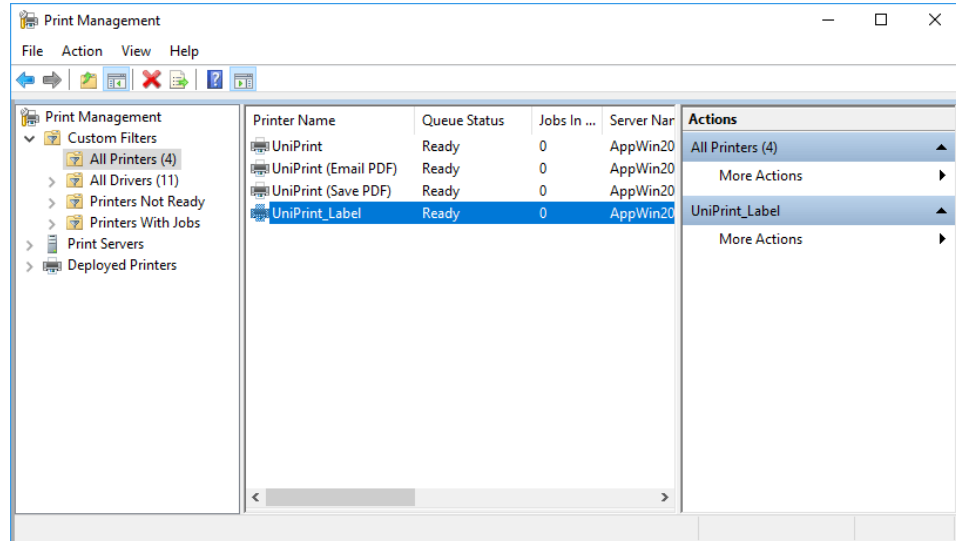 Print Management
File Action View Help
Print Management
Custom Filters
All Printers (4)
All Drivers (11)
Printers Not Ready
Printers With Jobs
Print Servers
Deployed Printers
Printer Name Queue Status Jobs In ... Server Nar
UniPrint Ready 0 AppWin20
UniPrint (Email PDF) Ready 0 AppWin20
UniPrint (Save PDF) Ready 0 AppWin20
UniPrint_Label Ready 0 AppWin20
Actions
All Printers (4)
More Actions
UniPrint_Label
More Actions